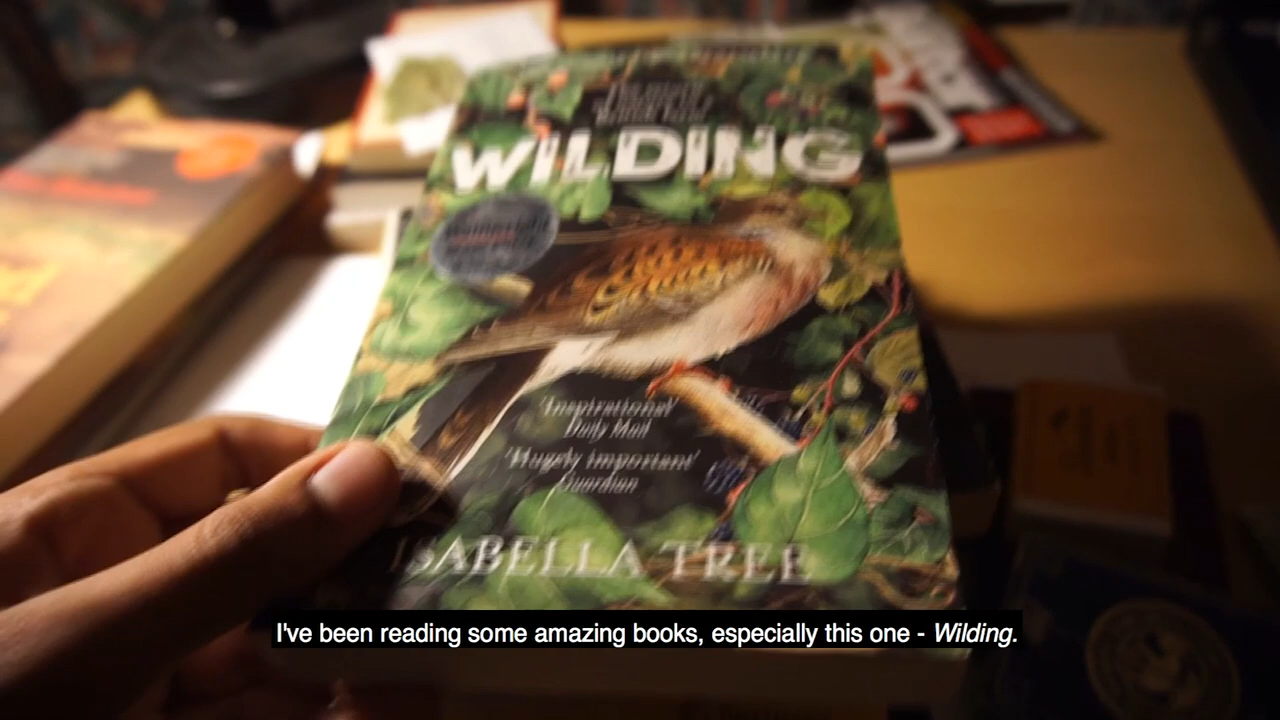 WILDING
'Inspirational'
Daily Mail
'Hugely important'
Guardian
ISABELLA TREE
I've been reading some amazing books, especially this one - Wilding.